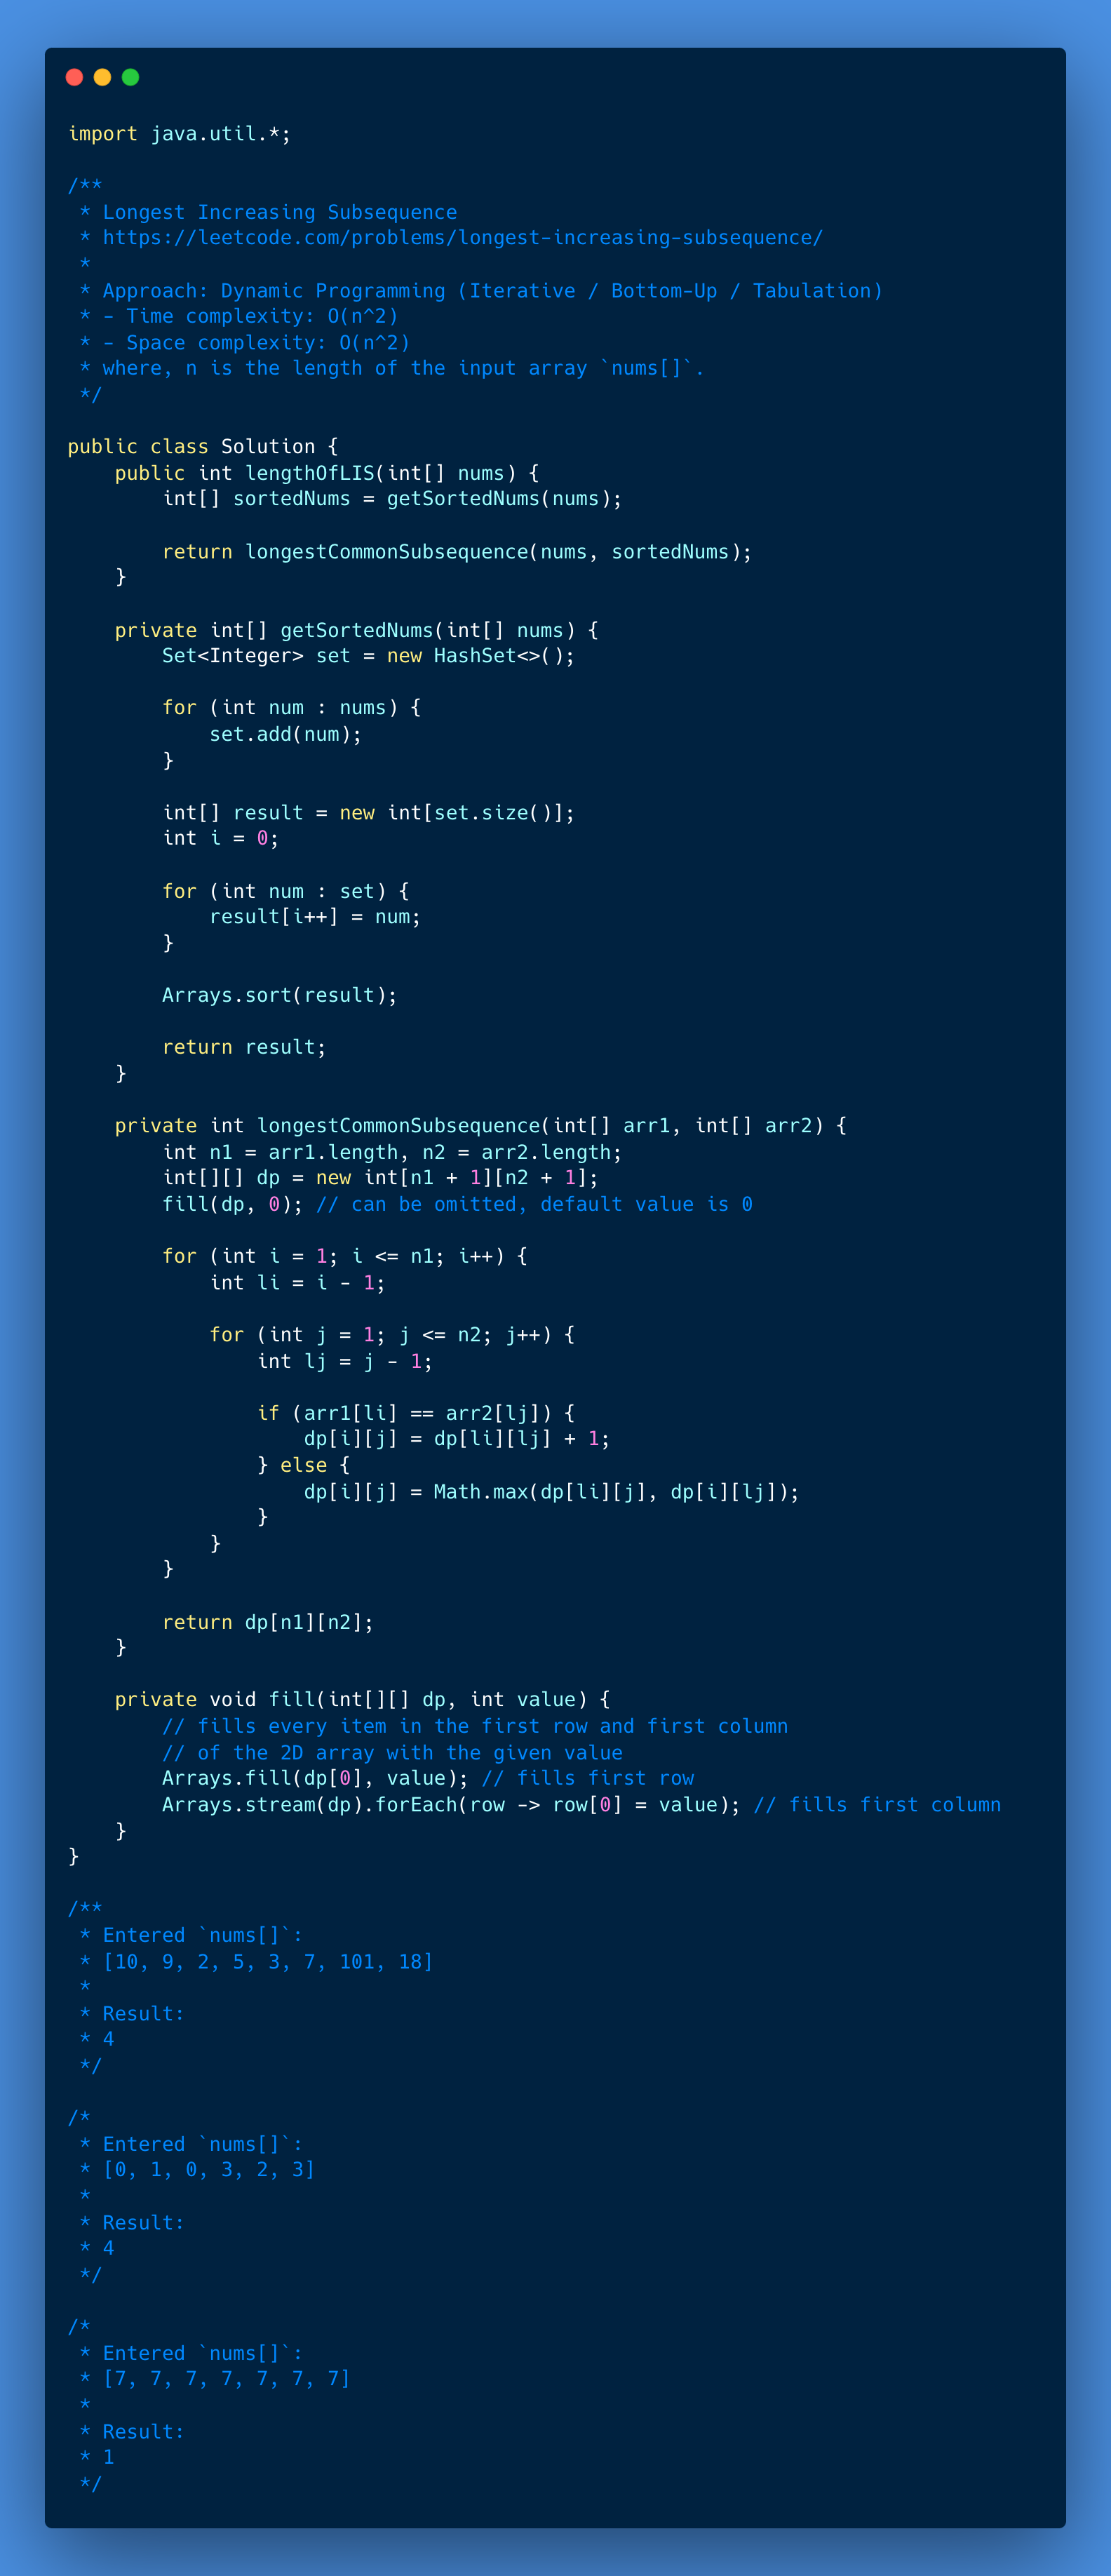 import java.util.*;

/**
 * Longest Increasing Subsequence
 * https://leetcode.com/problems/longest-increasing-subsequence/
 *
 * Approach: Dynamic Programming (Iterative / Bottom-Up / Tabulation)
 * - Time complexity: O(n^2)
 * - Space complexity: O(n^2)
 * where, n is the length of the input array `nums[]`.
 */

public class Solution {
    public int lengthOfLIS(int[] nums) {
        int[] sortedNums = getSortedNums(nums);

        return longestCommonSubsequence(nums, sortedNums);
    }

    private int[] getSortedNums(int[] nums) {
        Set<Integer> set = new HashSet<>();

        for (int num : nums) {
            set.add(num);
        }

        int[] result = new int[set.size()];
        int i = 0;

        for (int num : set) {
            result[i++] = num;
        }

        Arrays.sort(result);

        return result;
    }

    private int longestCommonSubsequence(int[] arr1, int[] arr2) {
        int n1 = arr1.length, n2 = arr2.length;
        int[][] dp = new int[n1 + 1][n2 + 1];
        fill(dp, 0); // can be omitted, default value is 0

        for (int i = 1; i <= n1; i++) {
            int li = i - 1;

            for (int j = 1; j <= n2; j++) {
                int lj = j - 1;

                if (arr1[li] == arr2[lj]) {
                    dp[i][j] = dp[li][lj] + 1;
                } else {
                    dp[i][j] = Math.max(dp[li][j], dp[i][lj]);
                }
            }
        }

        return dp[n1][n2];
    }

    private void fill(int[][] dp, int value) {
        // fills every item in the first row and first column
        // of the 2D array with the given value
        Arrays.fill(dp[0], value); // fills first row
        Arrays.stream(dp).forEach(row -> row[0] = value); // fills first column
    }
}

/**
 * Entered `nums[]`:
 * [10, 9, 2, 5, 3, 7, 101, 18]
 *
 * Result:
 * 4
 */

/*
 * Entered `nums[]`:
 * [0, 1, 0, 3, 2, 3]
 *
 * Result:
 * 4
 */

/*
 * Entered `nums[]`:
 * [7, 7, 7, 7, 7, 7, 7]
 *
 * Result:
 * 1
 */